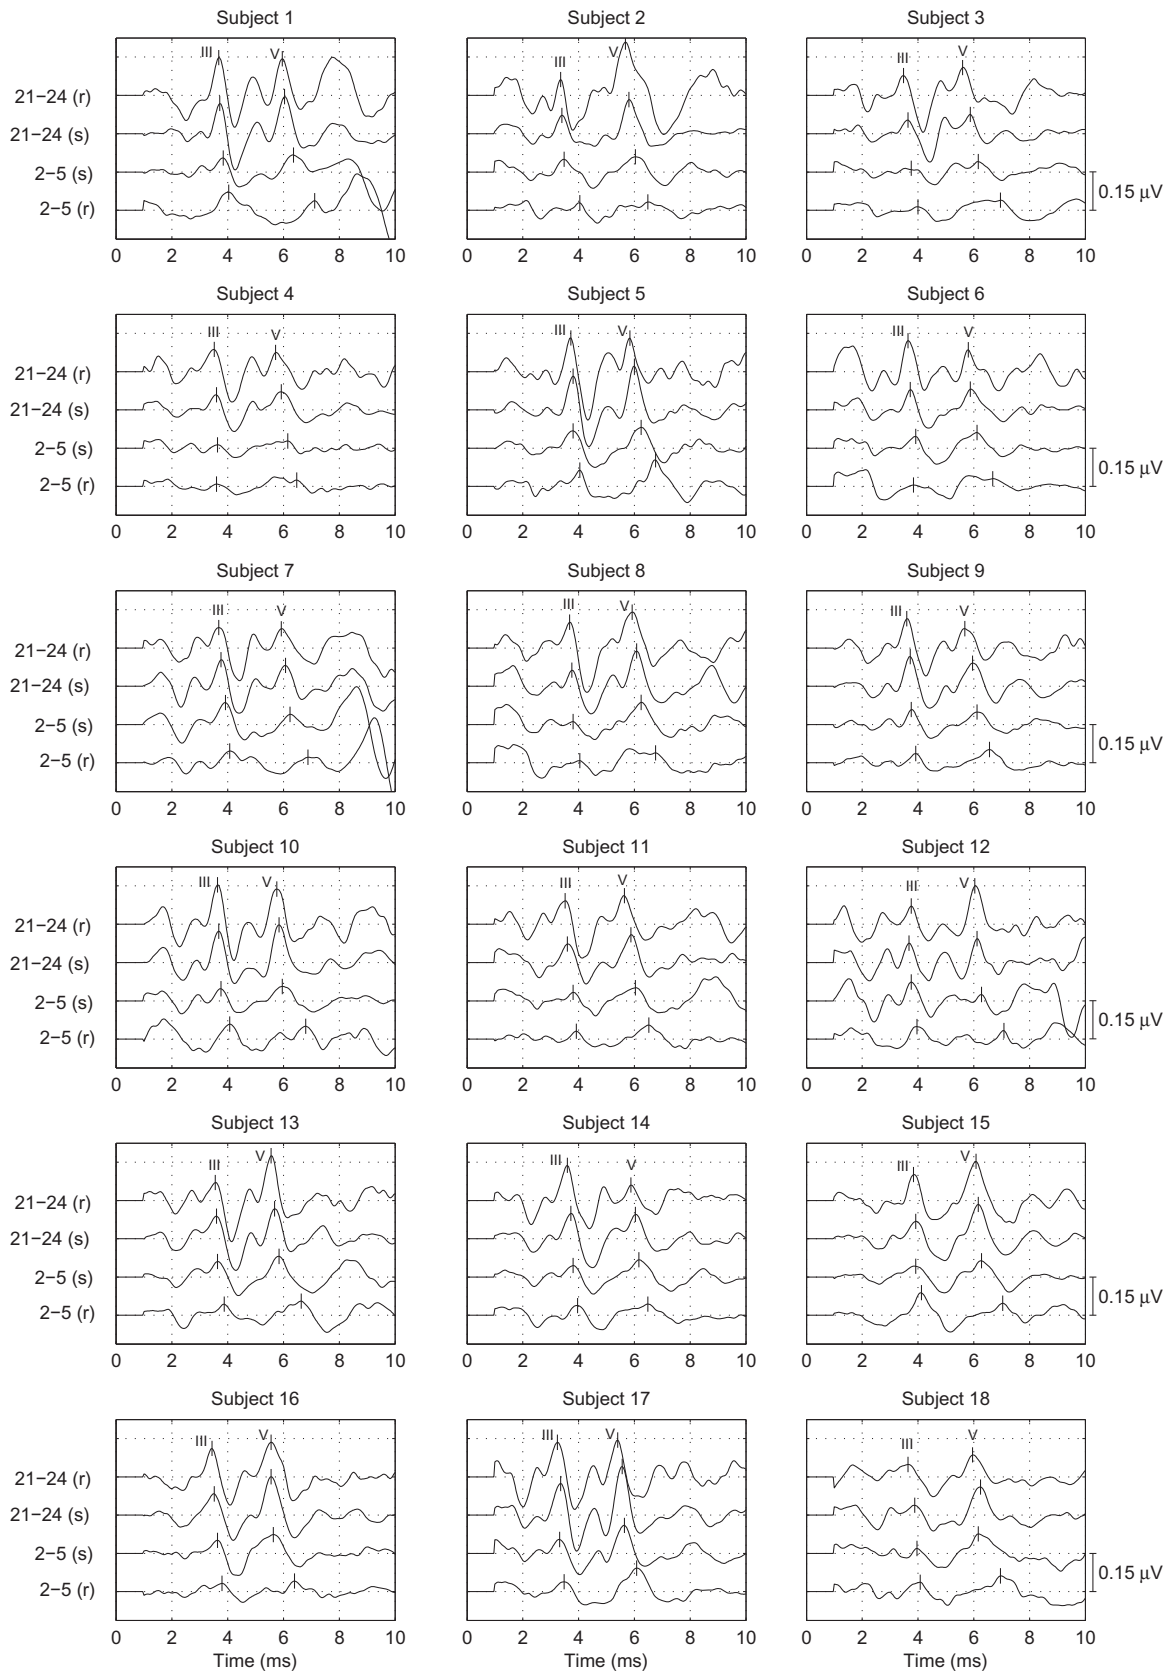 Subject 1 Subject 2 Subject 3
III V III V III V
21−24 (r)
21−24 (s)
2−5 (s)
2−5 (r)
0.15 μV
0 2 4 6 8 10 0 2 4 6 8 10 0 2 4 6 8 10
Subject 4 Subject 5 Subject 6
III V III V III V
21−24 (r)
21−24 (s)
2−5 (s)
2−5 (r)
0.15 μV
0 2 4 6 8 10 0 2 4 6 8 10 0 2 4 6 8 10
Subject 7 Subject 8 Subject 9
III V III V III V
21−24 (r)
21−24 (s)
2−5 (s)
2−5 (r)
0.15 μV
0 2 4 6 8 10 0 2 4 6 8 10 0 2 4 6 8 10
Subject 10 Subject 11 Subject 12
III V III V III V
21−24 (r)
21−24 (s)
2−5 (s)
2−5 (r)
0.15 μV
0 2 4 6 8 10 0 2 4 6 8 10 0 2 4 6 8 10
Subject 13 Subject 14 Subject 15
III V III V III V
21−24 (r)
21−24 (s)
2−5 (s)
2−5 (r)
0.15 μV
0 2 4 6 8 10 0 2 4 6 8 10 0 2 4 6 8 10
Subject 16 Subject 17 Subject 18
III V III V III V
21−24 (r)
21−24 (s)
2−5 (s)
2−5 (r)
0.15 μV
0 2 4 6 8 10 0 2 4 6 8 10 0 2 4 6 8 10
Time (ms) Time (ms) Time (ms)